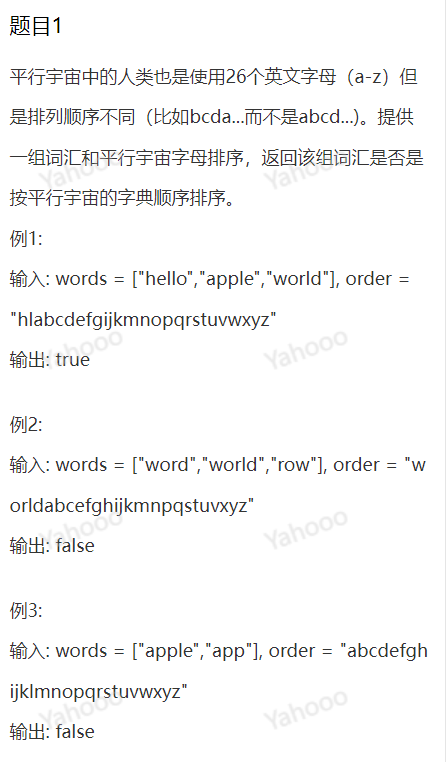 题目1
平行宇宙中的人类也是使用26个英文字母（a-z）但
是排列顺序不同（比如bcda...而不是abcd...）。提供
一组词汇和平行宇宙字母排序，返回该组词汇是否是
按平行宇宙的字典顺序排序。
例1:
输入: words = ["hello","apple","world"], order =
"hlabcdefgijkmnopqrstuvwxyz"
输出: true
例2:
输入: words = ["word","world","row"], order = "w
orldabcefghijkmnpqstuvxyz"
输出: false
例3:
输入: words = ["apple","app"], order = "abcdefgh
ijklmnopqrstuvwxyz"
输出: false
Yahooo
Yahooo
Yahooo
Yahooo
Yahooo
Yahooo
Yahooo
Yahooo